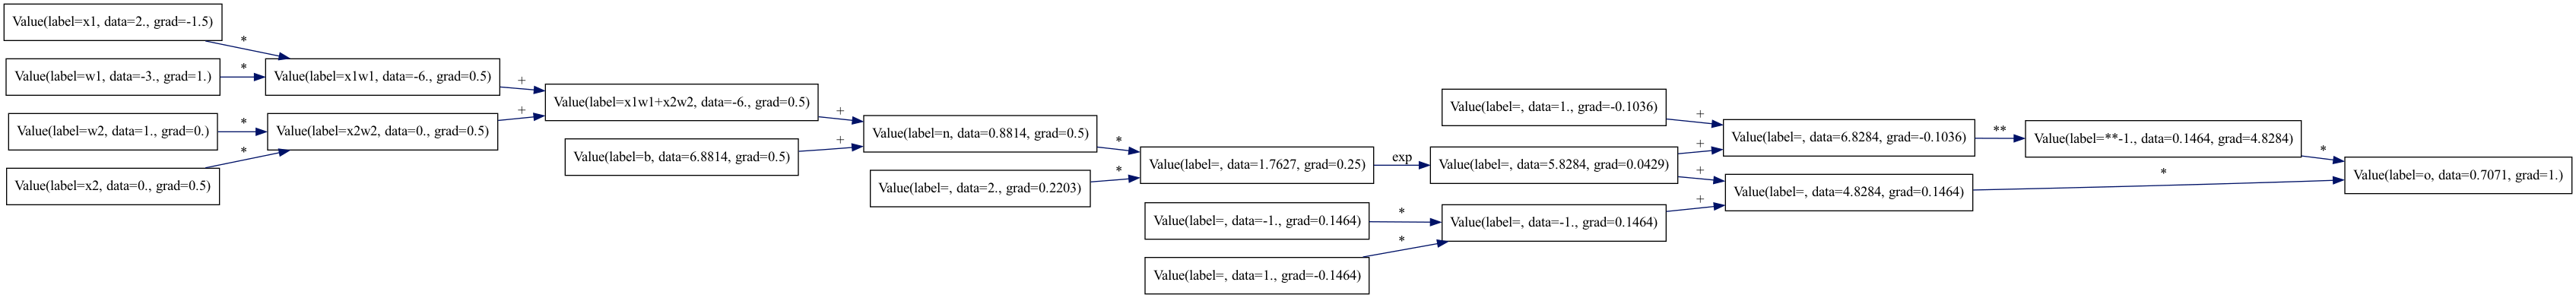 Value(label=x1, data=2., grad=-1.5)
*
Value(label=w1, data=-3., grad=1.)
*
Value(label=x1w1, data=-6., grad=0.5)
+
Value(label=w2, data=1., grad=0.)
*
Value(label=x2w2, data=0., grad=0.5)
+
Value(label=x2, data=0., grad=0.5)
*
Value(label=x1w1+x2w2, data=-6., grad=0.5)
+
Value(label=b, data=6.8814, grad=0.5)
+
Value(label=n, data=0.8814, grad=0.5)
*
Value(label=, data=2., grad=0.2203)
*
Value(label=, data=1.7627, grad=0.25)
exp
Value(label=, data=5.8284, grad=0.0429)
+
+
Value(label=, data=1., grad=-0.1036)
+
Value(label=, data=-1., grad=0.1464)
*
Value(label=, data=1., grad=-0.1464)
*
Value(label=, data=-1., grad=0.1464)
+
Value(label=, data=6.8284, grad=-0.1036)
**
Value(label=, data=4.8284, grad=0.1464)
*
Value(label=**-1., data=0.1464, grad=4.8284)
*
Value(label=o, data=0.7071, grad=1.)